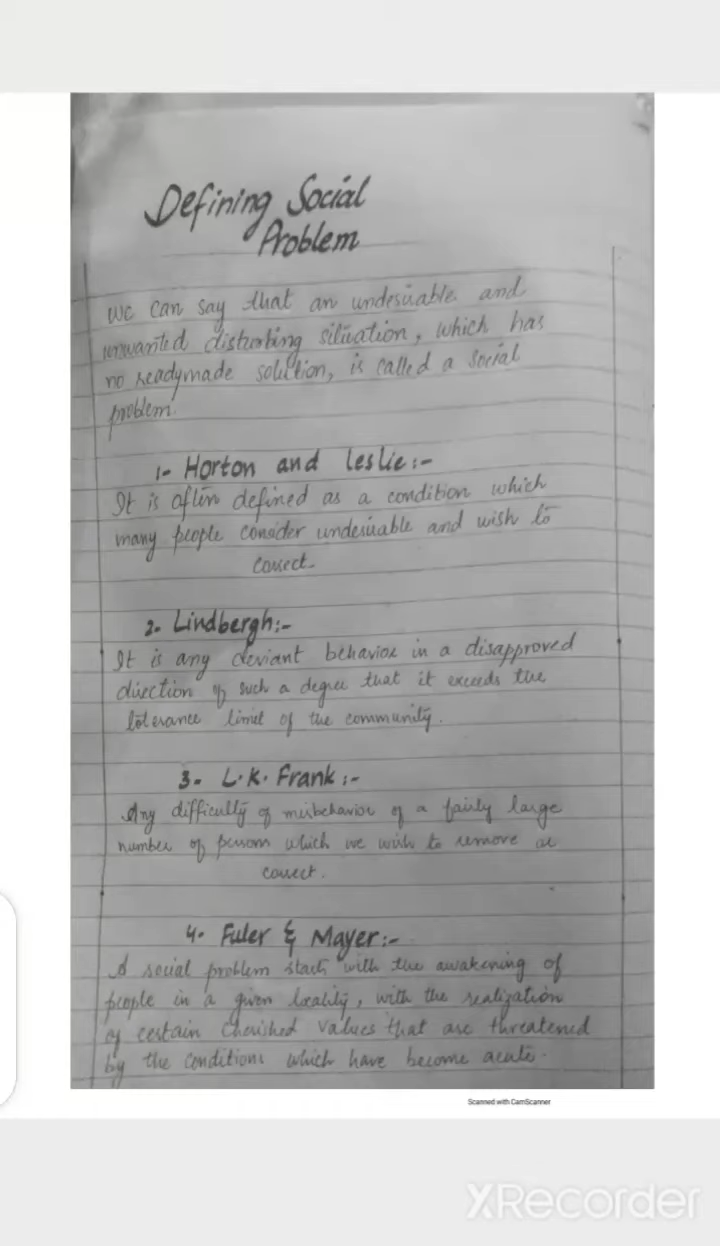 Defining Social
Problem
We can say that an undesirable and
unwanted disturbing situation, which has
no readymade solution, is called a social
problem.
1- Horton and Leslie:-
It is often defined as a condition which
many people consider undesirable and wish to
correct.
2- Lindbergh:-
It is any deviant behavior in a disapproved
direction of such a degree that it exceeds the
tolerance limit of the community.
3- L.K. Frank:-
Any difficulty of misbehavior of a fairly large
number of person which we wish to remove or
correct.
4- Fuler & Mayer:-
A social problem starts with the awakening of
people in a given locality, with the realization
of certain cherished values that are threatened
by the conditions which have become acute.
Scanned with CamScanner
XRecorder